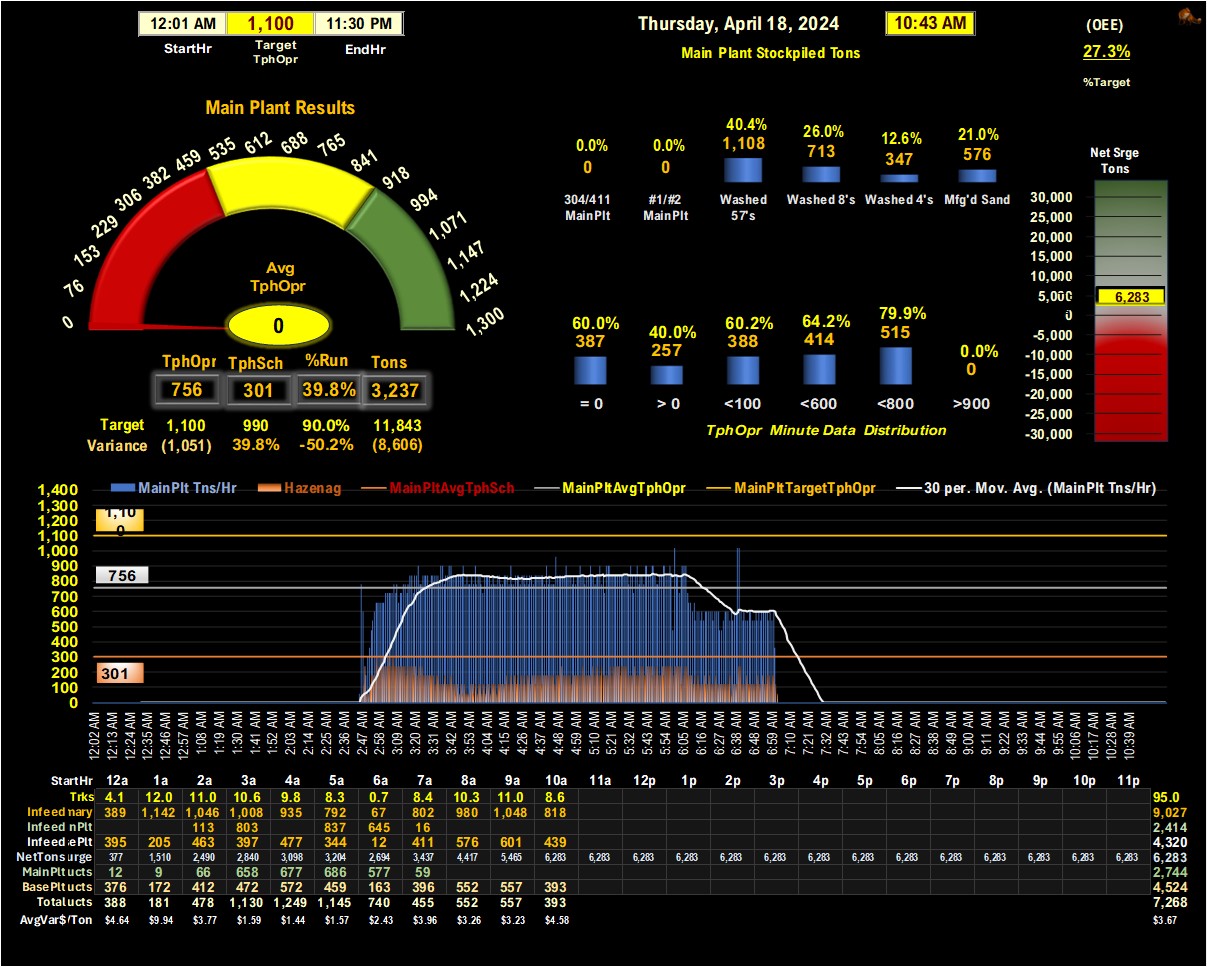 12:01 AM 1,100 11:30 PM
StartHr Target TphOpr EndHr
Thursday, April 18, 2024 10:43 AM
(OEE)
27.3%
%Target
Main Plant Stockpiled Tons
Main Plant Results
0 76 153 229 306 382 459 535 612 688 765 841 918 994 1,071 1,147 1,224 1,300
Avg
TphOpr
0
TphOpr TphSch %Run Tons
756 301 39.8% 3,237
Target 1,100 990 90.0% 11,843
Variance (1,051) 39.8% -50.2% (8,606)
0.0% 0.0% 40.4% 26.0% 12.6% 21.0%
0 0 1,108 713 347 576
304/411 #1/#2 Washed Washed 8's Washed 4's Mfg'd Sand
MainPlt MainPlt 57's
60.0% 40.0% 60.2% 64.2% 79.9% 0.0%
387 257 388 414 515 0
= 0 > 0 <100 <600 <800 >900
TphOpr Minute Data Distribution
Net Srge
Tons
30,000
25,000
20,000
15,000
10,000
5,000
6,283
0
-5,000
-10,000
-15,000
-20,000
-25,000
-30,000
MainPlt Tns/Hr Hazenag MainPltAvgTphSch MainPltAvgTphOpr MainPltTargetTphOpr 30 per. Mov. Avg. (MainPlt Tns/Hr)
1,400
1,300
1,200
1,100
1,000
900
800
700
600
500
400
300
200
100
0
1,100
756
301
12:02 AM 12:13 AM 12:24 AM 12:35 AM 12:46 AM 12:57 AM 1:08 AM 1:19 AM 1:30 AM 1:41 AM 1:52 AM 2:03 AM 2:14 AM 2:25 AM 2:36 AM 2:47 AM 2:58 AM 3:09 AM 3:20 AM 3:31 AM 3:42 AM 3:53 AM 4:04 AM 4:15 AM 4:26 AM 4:37 AM 4:48 AM 4:59 AM 5:10 AM 5:21 AM 5:32 AM 5:43 AM 5:54 AM 6:05 AM 6:16 AM 6:27 AM 6:38 AM 6:48 AM 6:59 AM 7:10 AM 7:21 AM 7:32 AM 7:43 AM 7:54 AM 8:05 AM 8:16 AM 8:27 AM 8:38 AM 8:49 AM 9:00 AM 9:11 AM 9:22 AM 9:33 AM 9:44 AM 9:55 AM 10:06 AM 10:17 AM 10:28 AM 10:39 AM
StartHr 12a 1a 2a 3a 4a 5a 6a 7a 8a 9a 10a 11a 12p 1p 2p 3p 4p 5p 6p 7p 8p 9p 10p 11p
Trks 4.1 12.0 11.0 10.6 9.8 8.3 0.7 8.4 10.3 11.0 8.6 95.0
Infeed mary 389 1,142 1,046 1,008 935 792 67 802 980 1,048 818 9,027
Infeed nPlt 113 803 837 645 16 2,414
Infeed ePlt 395 205 463 397 477 344 12 411 576 601 439 4,320
NetTons urge 377 1,510 2,490 2,840 3,098 3,204 2,694 3,437 4,417 5,465 6,283 6,283 6,283 6,283 6,283 6,283 6,283 6,283 6,283 6,283 6,283 6,283 6,283 6,283 6,283
MainPlt ucts 12 9 66 658 677 686 577 59 2,744
BasePlt ucts 376 172 412 472 572 459 163 396 552 557 393 4,524
Total ucts 388 181 478 1,130 1,249 1,145 740 455 552 557 393 7,268
AvgVar$/Ton $4.64 $9.94 $3.77 $1.59 $1.44 $1.57 $2.43 $3.96 $3.26 $3.23 $4.58 $3.67